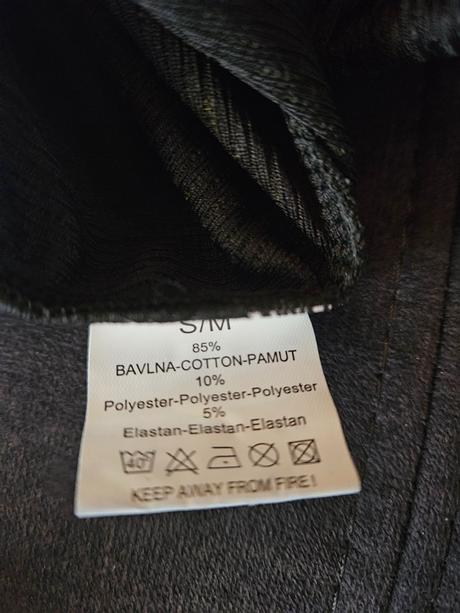 S/M
85%
BAVLNA-COTTON-PAMUT
10%
Polyester-Polyester-Polyester
5%
Elastan-Elastan-Elastan
40°
KEEP AWAY FROM FIRE!